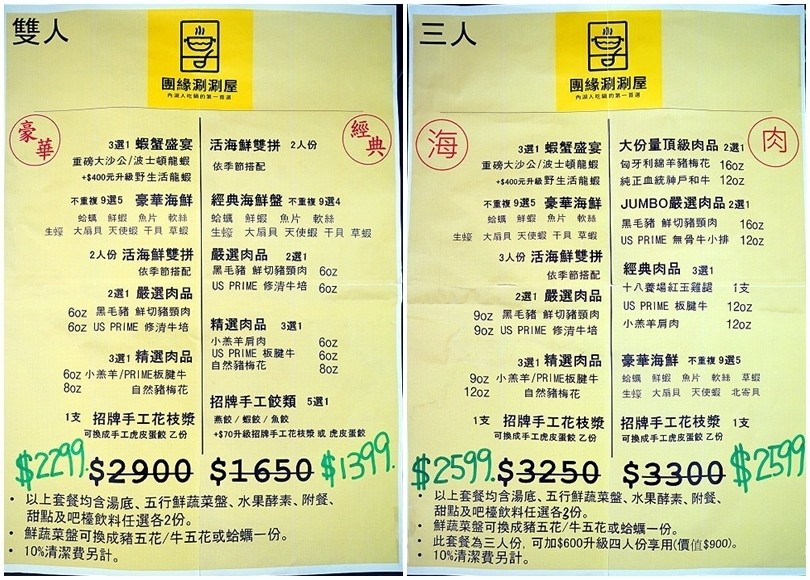 雙人
團緣涮涮屋
內湖人吃鍋的第一首選
豪華
3選1 蝦蟹盛宴
重磅大沙公/波士頓龍蝦
+$400元升級野生活龍蝦
不重複9選5 豪華海鮮
蛤蠣 鮮蝦 魚片 軟絲
生蠔 大扇貝 天使蝦 干貝 草蝦
2人份 活海鮮雙拼
依季節搭配
2選1 嚴選肉品
6oz 黑毛豬 鮮切豬頸肉
6oz US PRIME 修清牛培
3選1 精選肉品
6oz 小羔羊/PRIME板腱牛
8oz 自然豬梅花
1支 招牌手工花枝漿
可換成手工虎皮蛋餃 乙份
$2299. $2900
經典
活海鮮雙拼 2人份
依季節搭配
經典海鮮盤 不重複9選4
蛤蠣 鮮蝦 魚片 軟絲
生蠔 大扇貝 天使蝦 干貝 草蝦
嚴選肉品 2選1
黑毛豬 鮮切豬頸肉 6oz
US PRIME 修清牛培 6oz
精選肉品 3選1
小羔羊肩肉 6oz
US PRIME 板腱牛 6oz
自然豬梅花 8oz
招牌手工餃類 5選1
燕餃/蝦餃/魚餃
+$70升級招牌手工花枝漿 或 虎皮蛋餃
$1650 $1399.
• 以上套餐均含湯底、五行鮮蔬菜盤、水果酵素、附餐、
甜點及吧檯飲料任選各2份。
• 鮮蔬菜盤可換成豬五花/牛五花或蛤蠣一份。
• 10%清潔費另計。
三人
團緣涮涮屋
內湖人吃鍋的第一首選
海
3選1 蝦蟹盛宴
重磅大沙公/波士頓龍蝦
+$400元升級野生活龍蝦
不重複9選5 豪華海鮮
蛤蠣 鮮蝦 魚片 軟絲
生蠔 大扇貝 天使蝦 干貝 草蝦
3人份 活海鮮雙拼
依季節搭配
2選1 嚴選肉品
9oz 黑毛豬 鮮切豬頸肉
9oz US PRIME 修清牛培
3選1 精選肉品
9oz 小羔羊/PRIME板腱牛
12oz 自然豬梅花
1支 招牌手工花枝漿
可換成手工虎皮蛋餃 乙份
$2599. $3250
肉
大份量頂級肉品 2選1
匈牙利綿羊豬梅花 16oz
純正血統神戶和牛 12oz
JUMBO嚴選肉品 2選1
黑毛豬 鮮切豬頸肉 16oz
US PRIME 無骨牛小排 12oz
經典肉品 3選1
十八養場紅玉雞腿 1支
US PRIME 板腱牛 12oz
小羔羊肩肉 12oz
豪華海鮮 不重複9選5
蛤蠣 鮮蝦 魚片 軟絲 草蝦
生蠔 大扇貝 天使蝦 北寄貝
招牌手工花枝漿 1支
可換成手工虎皮蛋餃 乙份
$3300 $2599
• 以上套餐均含湯底、五行鮮蔬菜盤、水果酵素、附餐、
甜點及吧檯飲料任選各3份。
• 鮮蔬菜盤可換成豬五花/牛五花或蛤蠣一份。
• 此套餐為三人份,可加$600升級四人份享用(價值$900)。
• 10%清潔費另計。